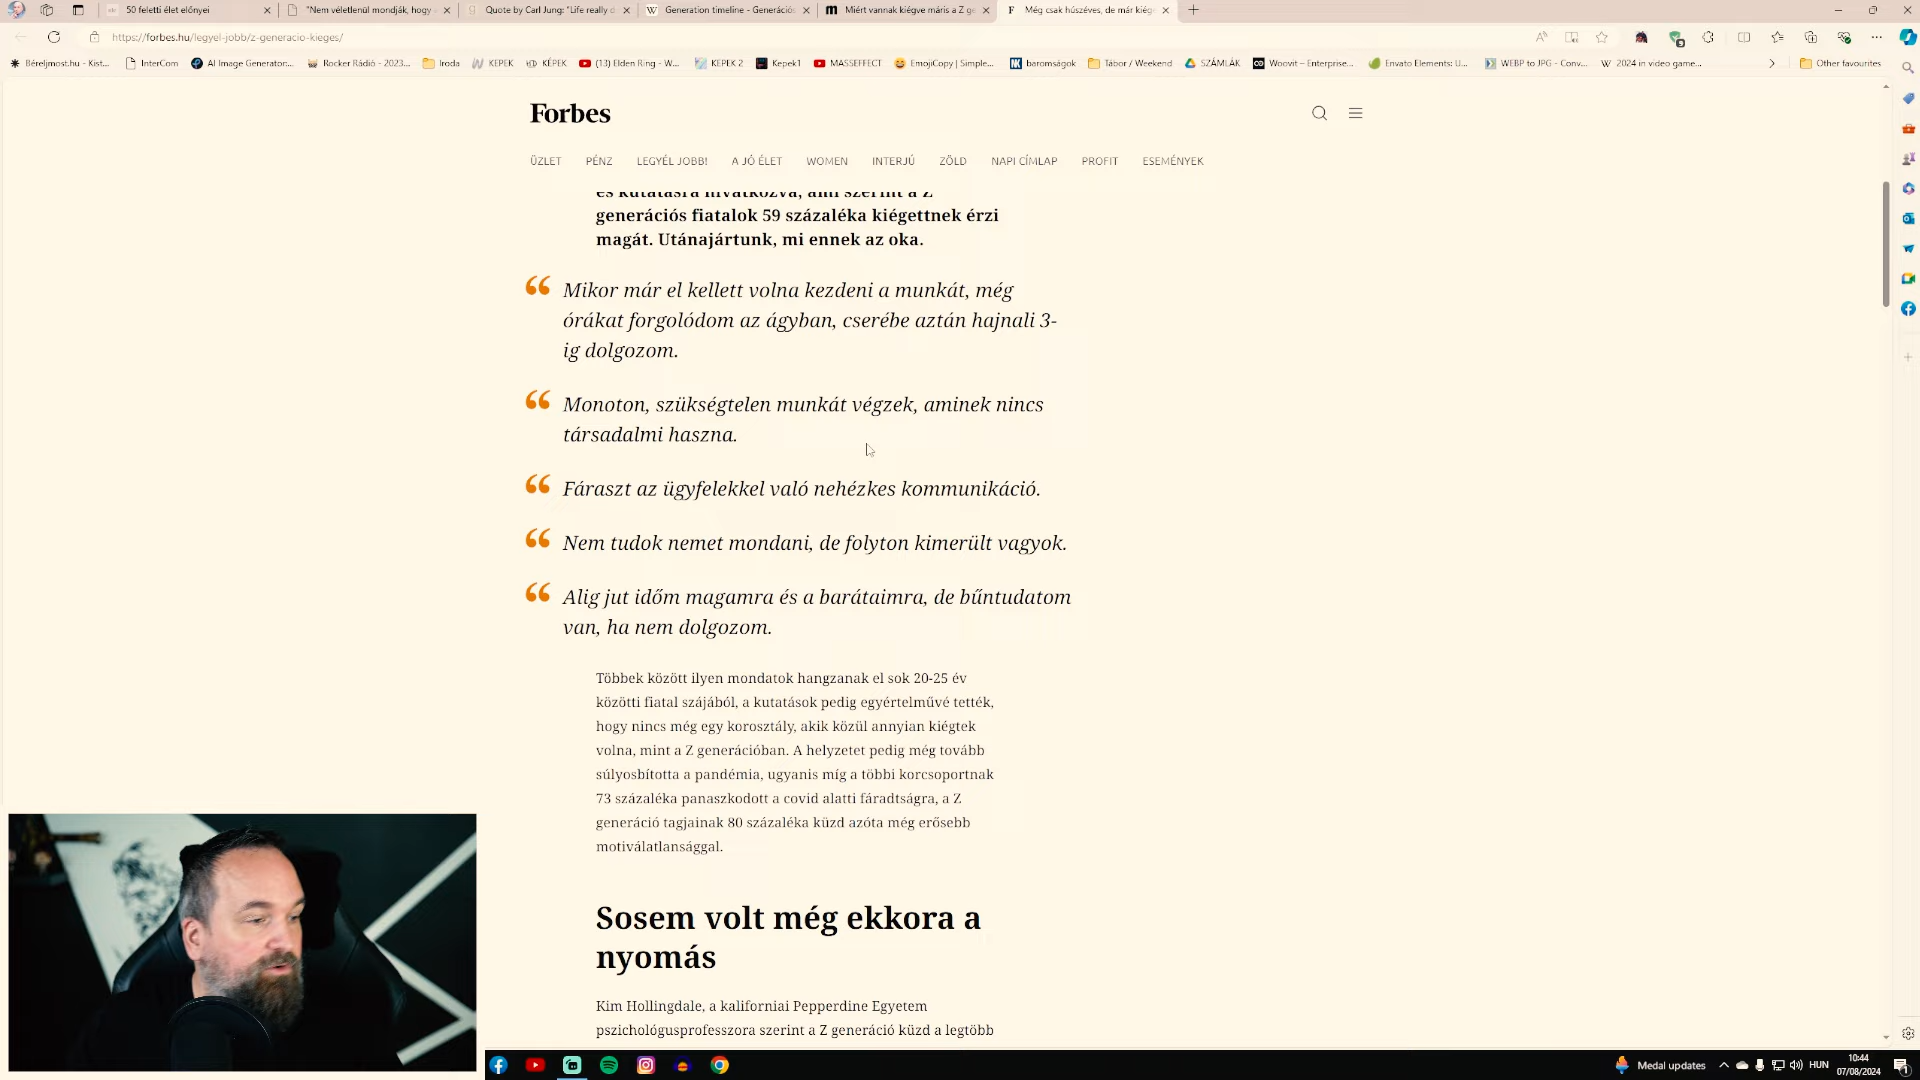 50 feletti élet előnyei
"Nem véletlenül mondják, hogy
Quote by Carl Jung: "Life really d
Generation timeline - Generációs
Miért vannak kiégve máris a Z ge
Még csak húszéves, de már kiég
https://forbes.hu/legyel-jobb/z-generacio-kieges/
Béreljmost.hu - Kist...
InterCom
AI Image Generator:...
Rocker Rádió - 2023...
Iroda
KEPEK
KÉPEK
(13) Elden Ring - W...
KEPEK 2
Kepek1
MASSEFFECT
EmojiCopy | Simple...
baromságok
Tábor / Weekend
SZÁMLÁK
Woovit – Enterprise...
Envato Elements: U...
WEBP to JPG - Conv...
2024 in video game...
Other favourites
Forbes
ÜZLET PÉNZ LEGYÉL JOBB! A JÓ ÉLET WOMEN INTERJÚ ZÖLD NAPI CÍMLAP PROFIT ESEMÉNYEK
és kutatásra hivatkozva, ami szerint a Z
generációs fiatalok 59 százaléka kiégettnek érzi
magát. Utánajártunk, mi ennek az oka.
“ Mikor már el kellett volna kezdeni a munkát, még
órákat forgolódom az ágyban, cserébe aztán hajnali 3-
ig dolgozom.
“ Monoton, szükségtelen munkát végzek, aminek nincs
társadalmi haszna.
“ Fáraszt az ügyfelekkel való nehézkes kommunikáció.
“ Nem tudok nemet mondani, de folyton kimerült vagyok.
“ Alig jut időm magamra és a barátaimra, de bűntudatom
van, ha nem dolgozom.
Többek között ilyen mondatok hangzanak el sok 20-25 év
közötti fiatal szájából, a kutatások pedig egyértelművé tették,
hogy nincs még egy korosztály, akik közül annyian kiégtek
volna, mint a Z generációban. A helyzetet pedig még tovább
súlyosbította a pandémia, ugyanis míg a többi korcsoportnak
73 százaléka panaszkodott a covid alatti fáradtságra, a Z
generáció tagjainak 80 százaléka küzd azóta még erősebb
motiválatlansággal.
Sosem volt még ekkora a
nyomás
Kim Hollingdale, a kaliforniai Pepperdine Egyetem
pszichológusprofesszora szerint a Z generáció küzd a legtöbb
Medal updates
HUN
10:44
07/08/2024